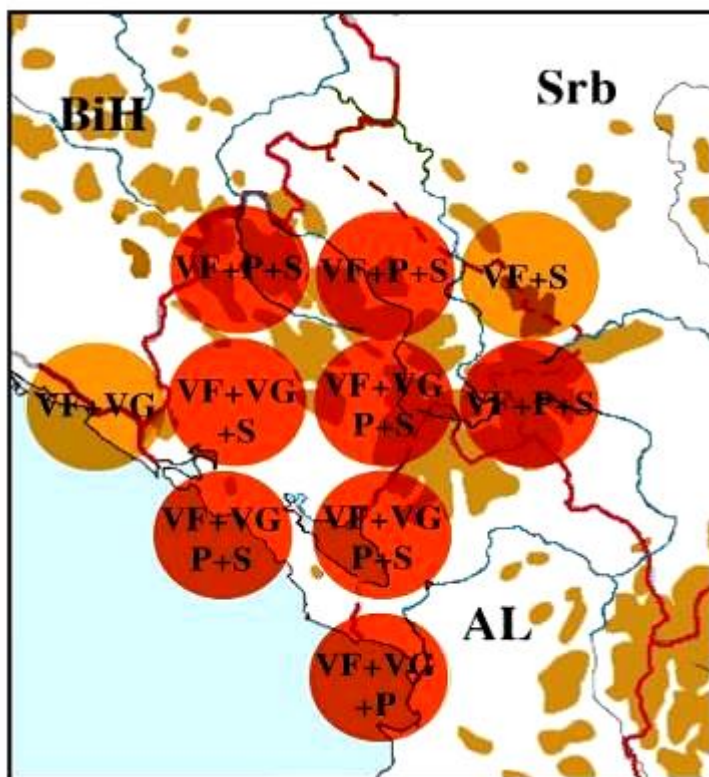 BiH
Srb
VF+P+S
VF+P+S
VF+S
VF+VG
VF+VG
+S
VF+VG
P+S
VF+P+S
VF+VG
P+S
VF+VG
P+S
AL
VF+VG
+P